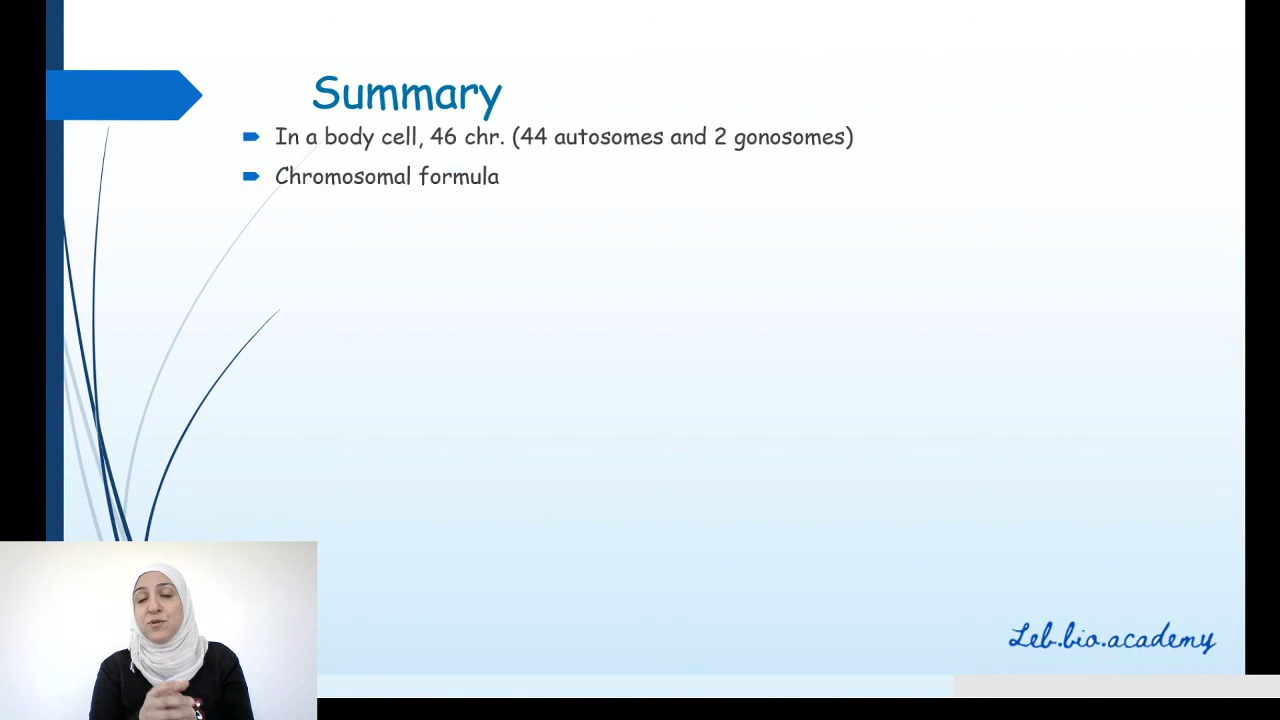 Summary
In a body cell, 46 chr. (44 autosomes and 2 gonosomes)
Chromosomal formula
Leb.bio.academy